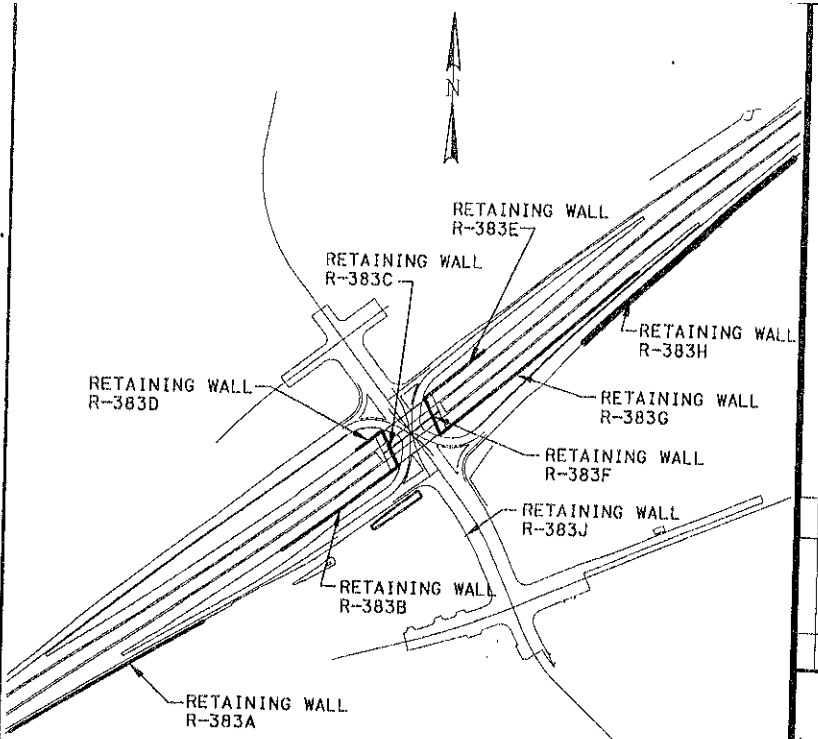 N
RETAINING WALL
R-383E
RETAINING WALL
R-383C
RETAINING WALL
R-383H
RETAINING WALL
R-383D
RETAINING WALL
R-383G
RETAINING WALL
R-383F
RETAINING WALL
R-383J
RETAINING WALL
R-383B
RETAINING WALL
R-383A